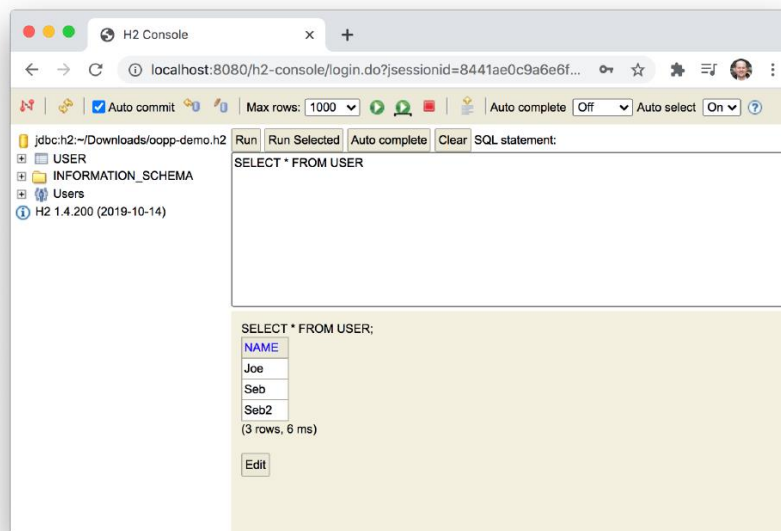 H2 Console
localhost:8080/h2-console/login.do?jsessionid=8441ae0c9a6e6f...
Auto commit Max rows: 1000 Auto complete Off Auto select On
jdbc:h2:~/Downloads/oopp-demo.h2
USER
INFORMATION_SCHEMA
Users
H2 1.4.200 (2019-10-14)
Run Run Selected Auto complete Clear SQL statement:
SELECT * FROM USER
SELECT * FROM USER;
NAME
Joe
Seb
Seb2
(3 rows, 6 ms)
Edit